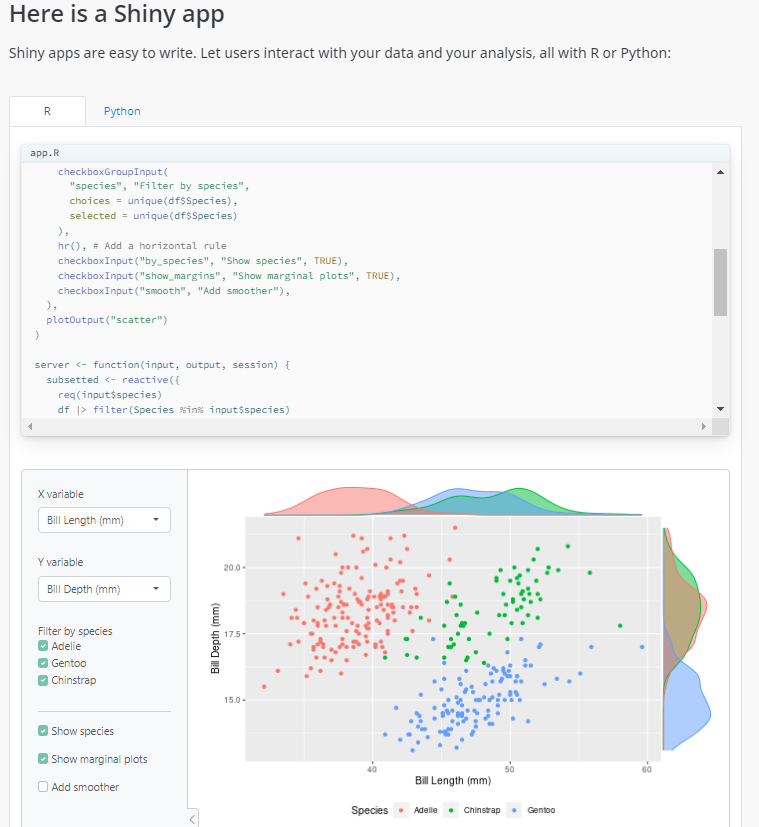 Here is a Shiny app
Shiny apps are easy to write. Let users interact with your data and your analysis, all with R or Python:
R
Python
app.R
checkboxGroupInput(
"species", "Filter by species",
choices = unique(df$Species),
selected = unique(df$Species)
),
hr(), # Add a horizontal rule
checkboxInput("by_species", "Show species", TRUE),
checkboxInput("show_margins", "Show marginal plots", TRUE),
checkboxInput("smooth", "Add smoother"),
),
plotOutput("scatter")
)
server <- function(input, output, session) {
subsetted <- reactive({
req(input$species)
df |> filter(Species %in% input$species)
X variable
Bill Length (mm)
Y variable
Bill Depth (mm)
Filter by species
Adelie
Gentoo
Chinstrap
Show species
Show marginal plots
Add smoother
Bill Depth (mm)
20.0
17.5
15.0
40
50
60
Bill Length (mm)
Species
Adelie
Chinstrap
Gentoo